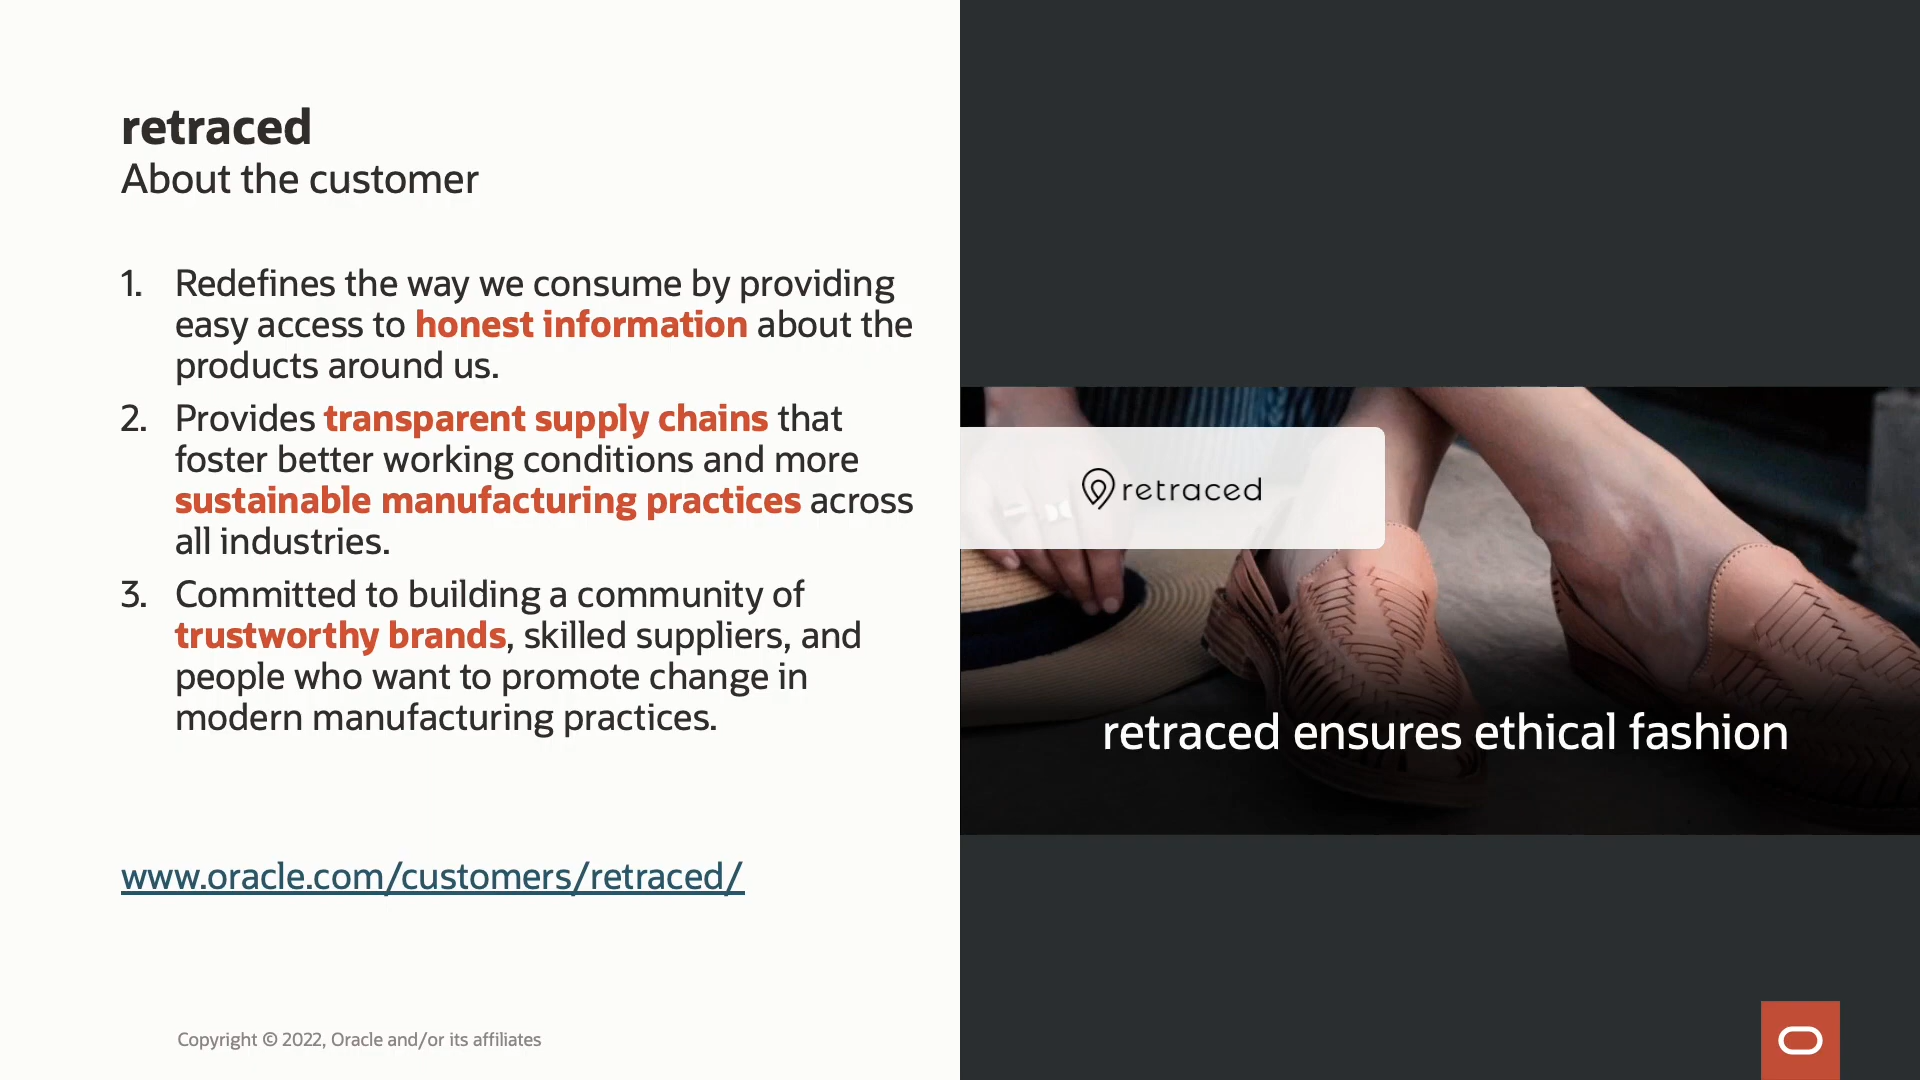 retraced
About the customer
1. Redefines the way we consume by providing
easy access to honest information about the
products around us.
2. Provides transparent supply chains that
foster better working conditions and more
sustainable manufacturing practices across
all industries.
3. Committed to building a community of
trustworthy brands, skilled suppliers, and
people who want to promote change in
modern manufacturing practices.
www.oracle.com/customers/retraced/
Copyright © 2022, Oracle and/or its affiliates
retraced
retraced ensures ethical fashion